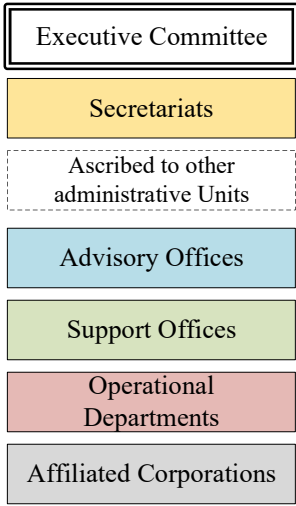 Executive Committee
Secretariats
Ascribed to other
administrative Units
Advisory Offices
Support Offices
Operational
Departments
Affiliated Corporations